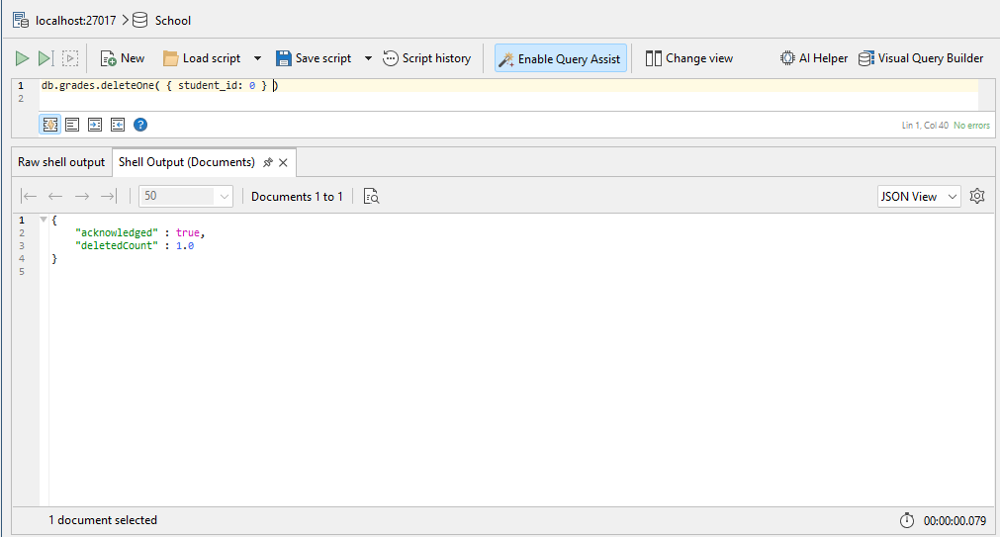 localhost:27017 School
New Load script Save script Script history Enable Query Assist Change view AI Helper Visual Query Builder
1 db.grades.deleteOne( { student_id: 0 } )
2
? Lin 1, Col 40 No errors
Raw shell output Shell Output (Documents)
50 Documents 1 to 1 JSON View
1 {
2 "acknowledged" : true,
3 "deletedCount" : 1.0
4 }
5
1 document selected 00:00:00.079